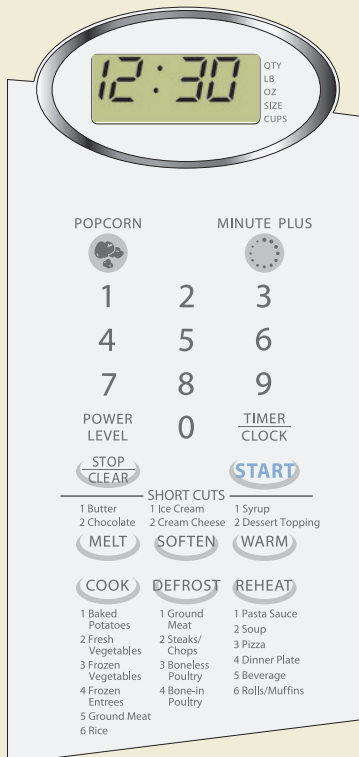 12:30
QTY
LB
OZ
SIZE
CUPS
POPCORN MINUTE PLUS
1 2 3
4 5 6
7 8 9
POWER
LEVEL
0
TIMER
CLOCK
STOP
CLEAR
START
SHORT CUTS
1 Butter
2 Chocolate
1 Ice Cream
2 Cream Cheese
1 Syrup
2 Dessert Topping
MELT SOFTEN WARM
COOK DEFROST REHEAT
1 Baked
Potatoes
2 Fresh
Vegetables
3 Frozen
Vegetables
4 Frozen
Entrees
5 Ground Meat
6 Rice
1 Ground
Meat
2 Steaks/
Chops
3 Boneless
Poultry
4 Bone-in
Poultry
1 Pasta Sauce
2 Soup
3 Pizza
4 Dinner Plate
5 Beverage
6 Rolls/Muffins